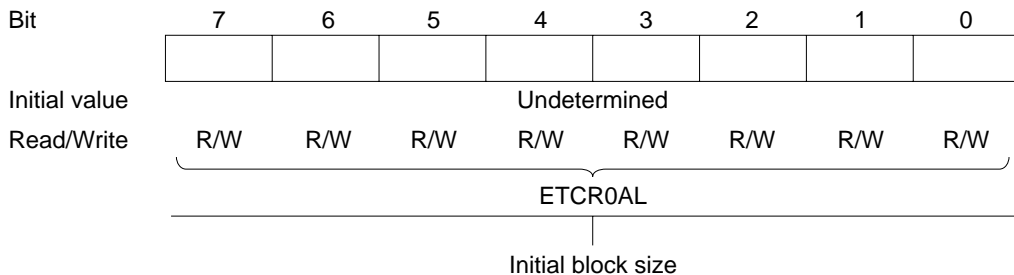 Bit 7 6 5 4 3 2 1 0
Initial value Undetermined
Read/Write R/W R/W R/W R/W R/W R/W R/W R/W
ETCR0AL
Initial block size